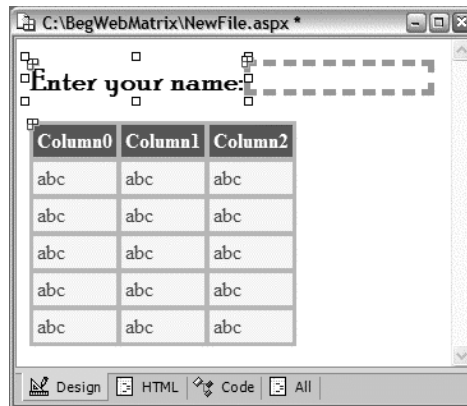 C:\BegWebMatrix\NewFile.aspx *
Enter your name:
Column0 Column1 Column2
abc abc abc
abc abc abc
abc abc abc
abc abc abc
abc abc abc
Design HTML Code All